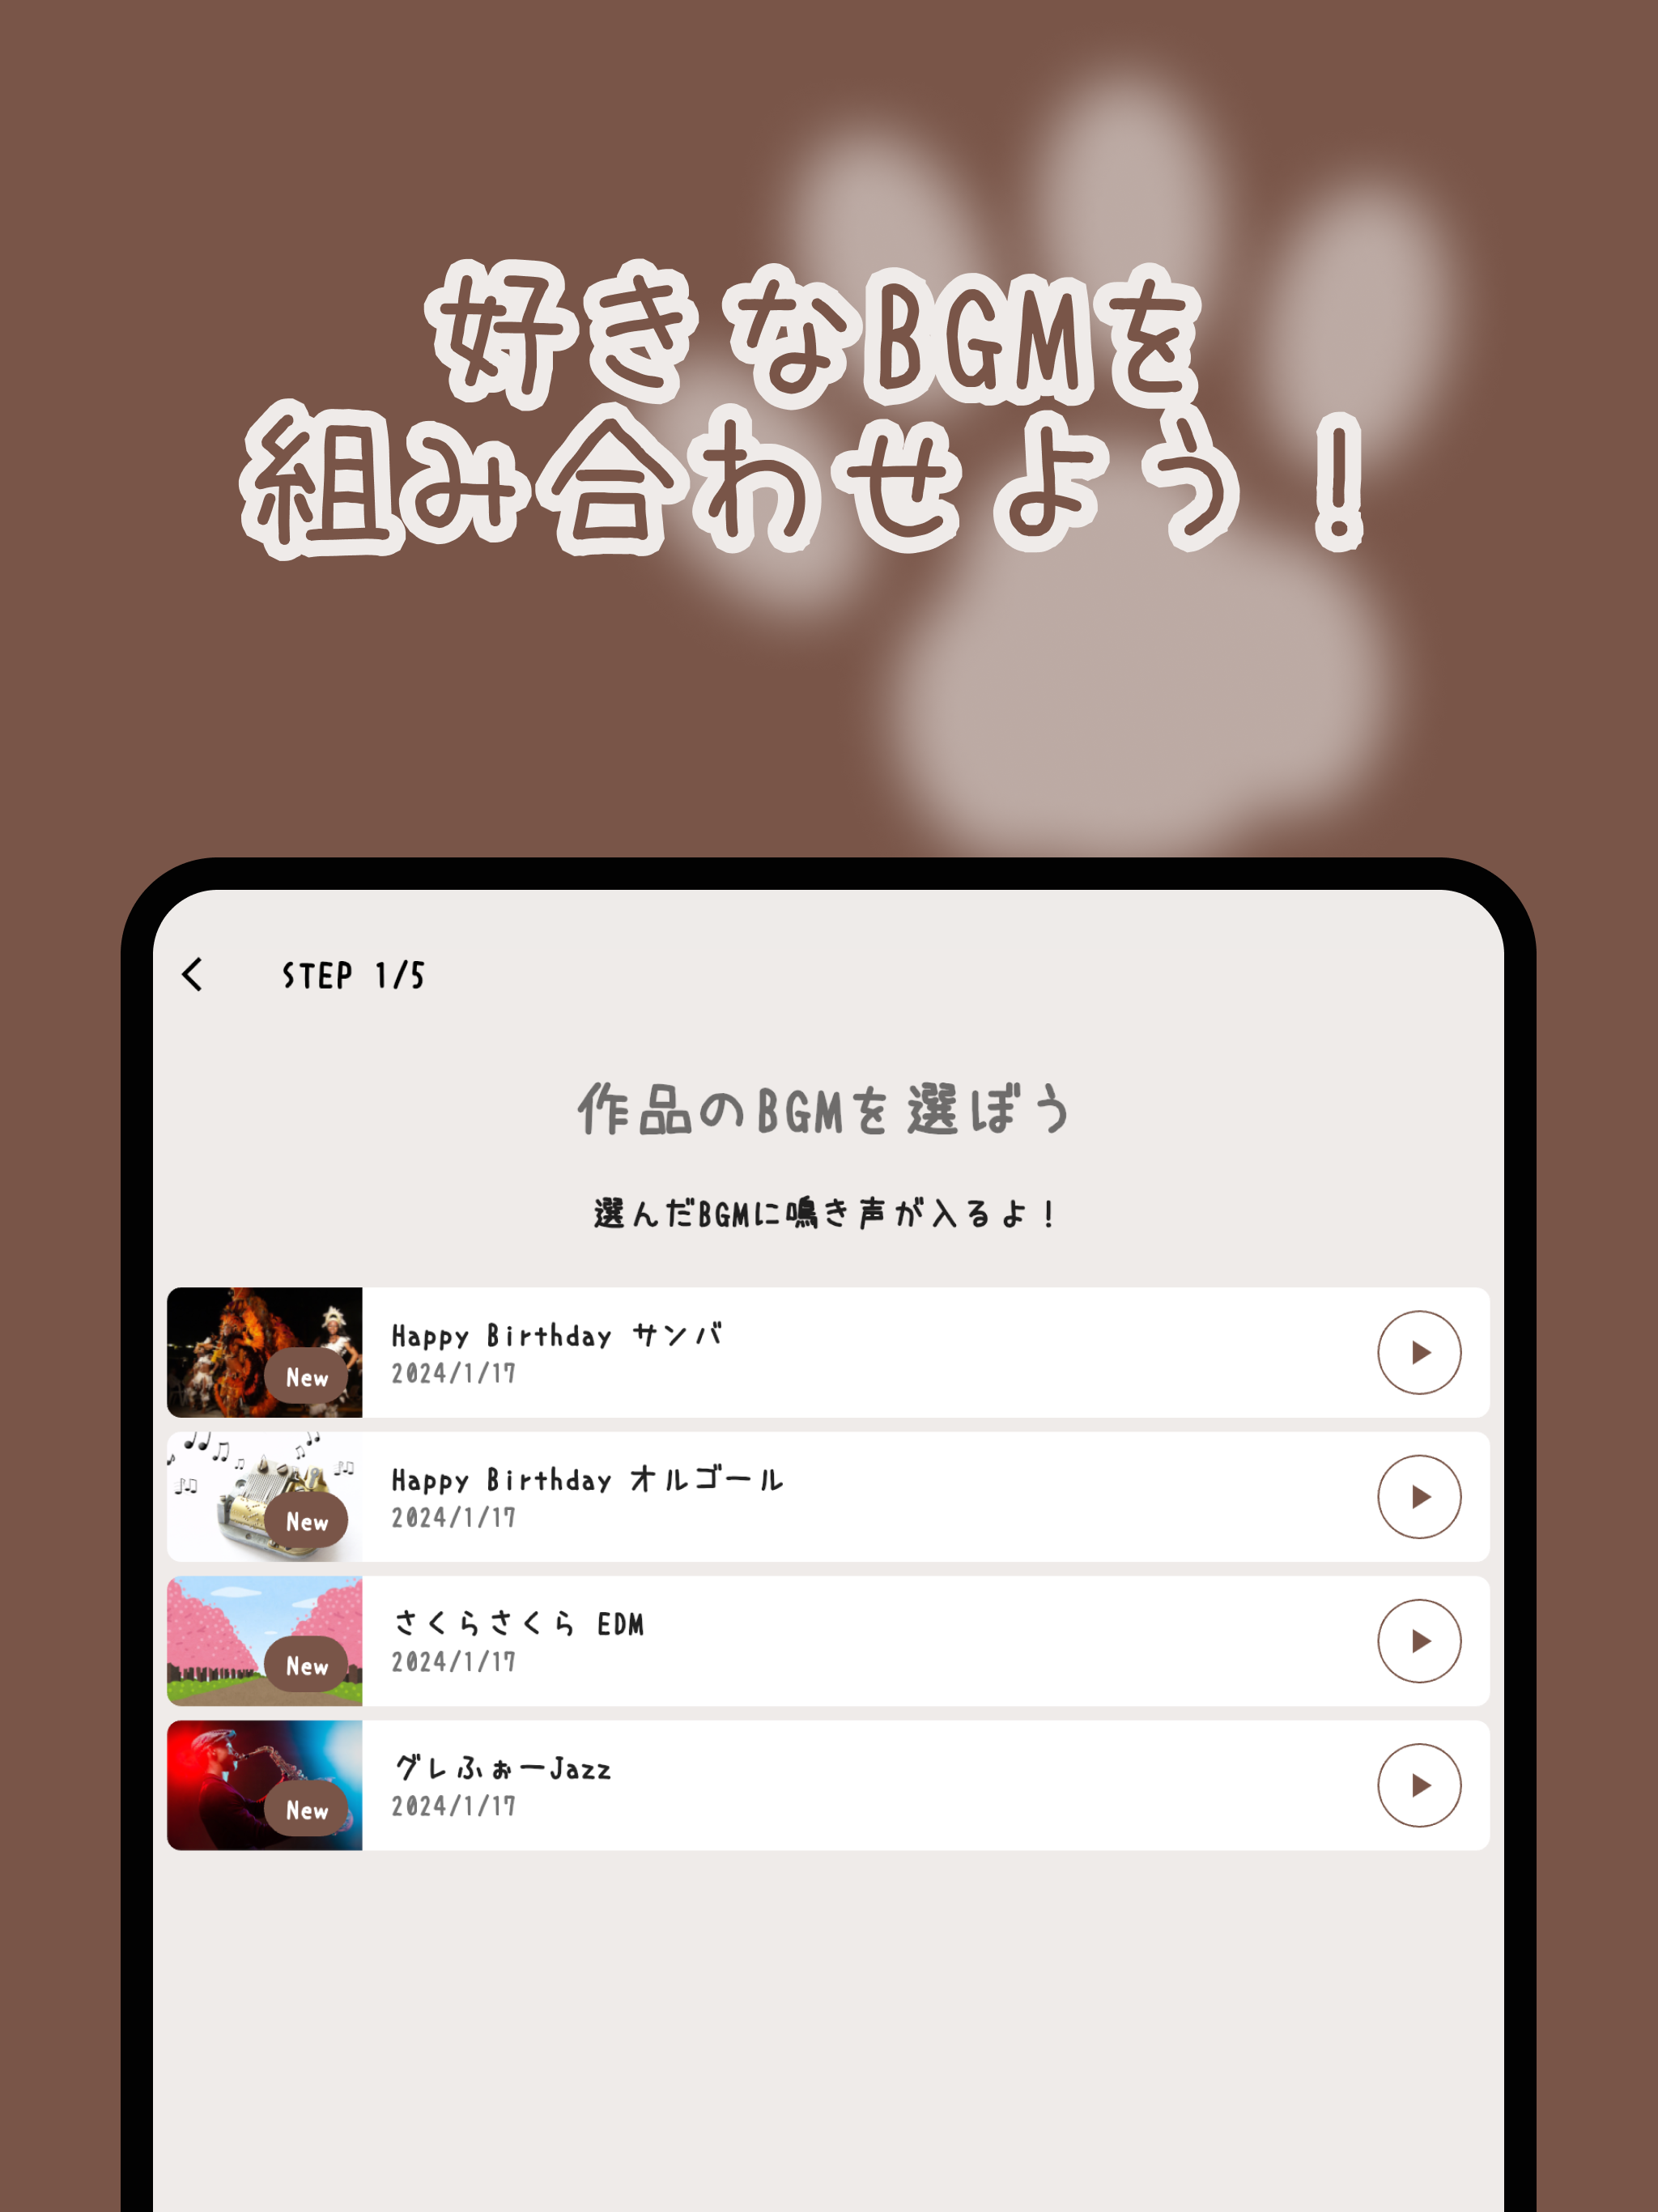 好きなBGMを
組み合わせよう！
STEP 1/5
作品のBGMを選ぼう
選んだBGMに鳴き声が入るよ！
Happy Birthday サンバ
2024/1/17
New
Happy Birthday オルゴール
2024/1/17
New
さくらさくら EDM
2024/1/17
New
グレふぉーJazz
2024/1/17
New